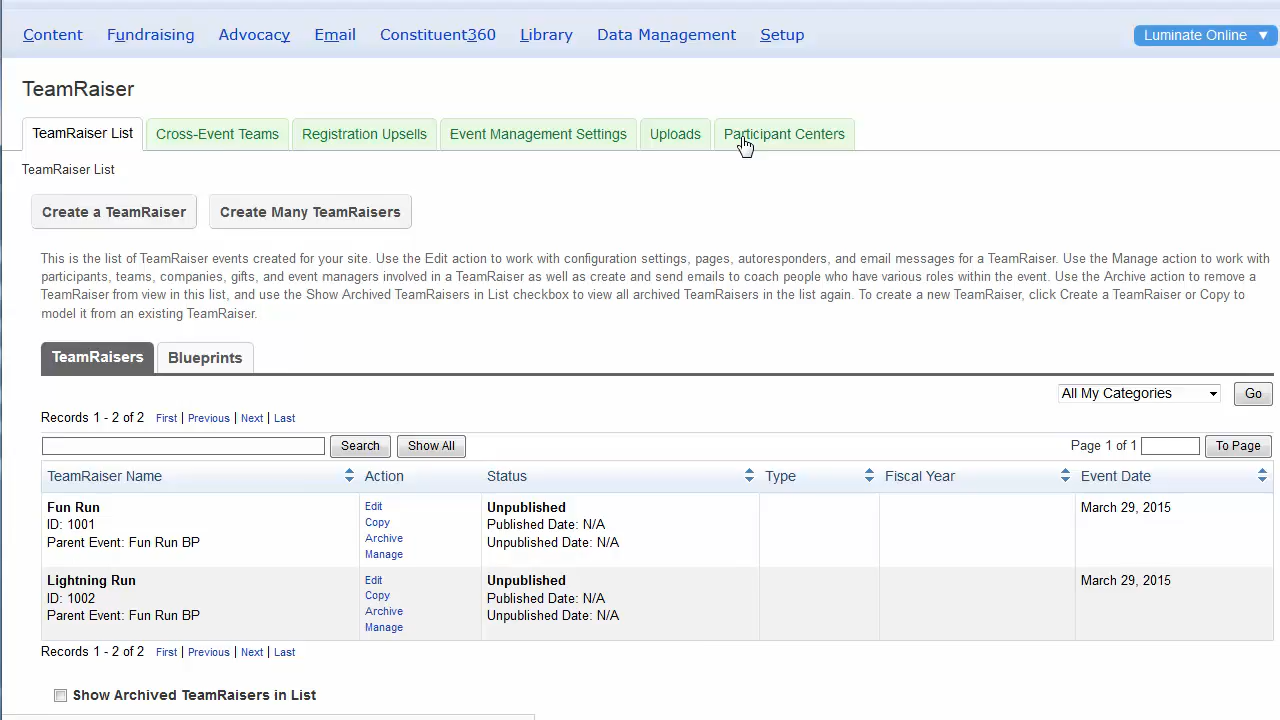 Content Fundraising Advocacy Email Constituent360 Library Data Management Setup Luminate Online ▼
TeamRaiser
TeamRaiser List Cross-Event Teams Registration Upsells Event Management Settings Uploads Participant Centers
TeamRaiser List
Create a TeamRaiser Create Many TeamRaisers
This is the list of TeamRaiser events created for your site. Use the Edit action to work with configuration settings, pages, autoresponders, and email messages for a TeamRaiser. Use the Manage action to work with
participants, teams, companies, gifts, and event managers involved in a TeamRaiser as well as create and send emails to coach people who have various roles within the event. Use the Archive action to remove a
TeamRaiser from view in this list, and use the Show Archived TeamRaisers in List checkbox to view all archived TeamRaisers in the list again. To create a new TeamRaiser, click Create a TeamRaiser or Copy to
model it from an existing TeamRaiser.
TeamRaisers Blueprints
All My Categories Go
Records 1 - 2 of 2 First | Previous | Next | Last
Search Show All Page 1 of 1 To Page
TeamRaiser Name Action Status Type Fiscal Year Event Date
Fun Run Edit Unpublished March 29, 2015
ID: 1001 Copy Published Date: N/A
Parent Event: Fun Run BP Archive Unpublished Date: N/A
Manage
Lightning Run Edit Unpublished March 29, 2015
ID: 1002 Copy Published Date: N/A
Parent Event: Fun Run BP Archive Unpublished Date: N/A
Manage
Records 1 - 2 of 2 First | Previous | Next | Last
Show Archived TeamRaisers in List